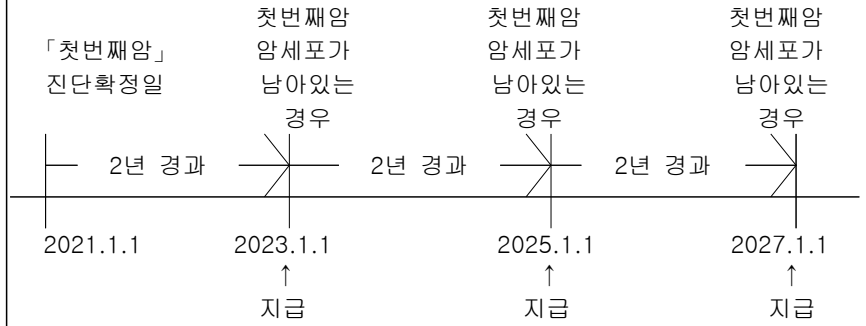 첫번째암 첫번째암 첫번째암
「첫번째암」 암세포가 암세포가 암세포가
진단확정일 남아있는 남아있는 남아있는
경우 경우 경우
2년 경과 2년 경과 2년 경과
2021.1.1 2023.1.1 2025.1.1 2027.1.1
↑ ↑ ↑
지급 지급 지급